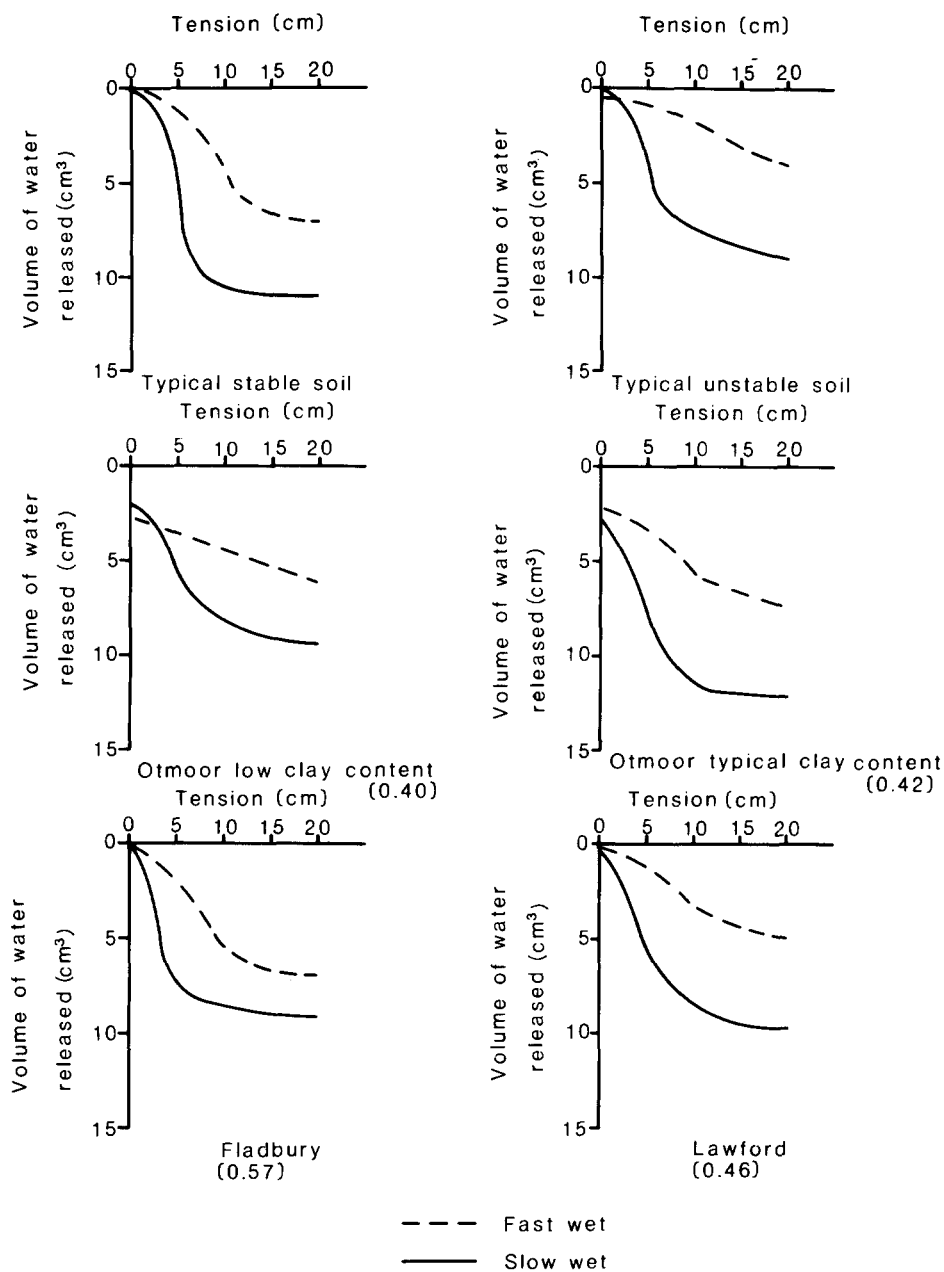 Tension (cm)
0 5 10 15 20
0
5
10
15
Volume of water
released (cm³)
Typical stable soil
Tension (cm)
0 5 10 15 20
0
5
10
15
Volume of water
released (cm³)
Typical unstable soil
Tension (cm)
0 5 10 15 20
0
5
10
15
Volume of water
released (cm³)
Otmoor low clay content
(0.40)
Tension (cm)
0 5 10 15 20
0
5
10
15
Volume of water
released (cm³)
Otmoor typical clay content
(0.42)
Tension (cm)
0 5 10 15 20
0
5
10
15
Volume of water
released (cm³)
Fladbury
(0.57)
Tension (cm)
0 5 10 15 20
0
5
10
15
Volume of water
released (cm³)
Lawford
(0.46)
Fast wet
Slow wet